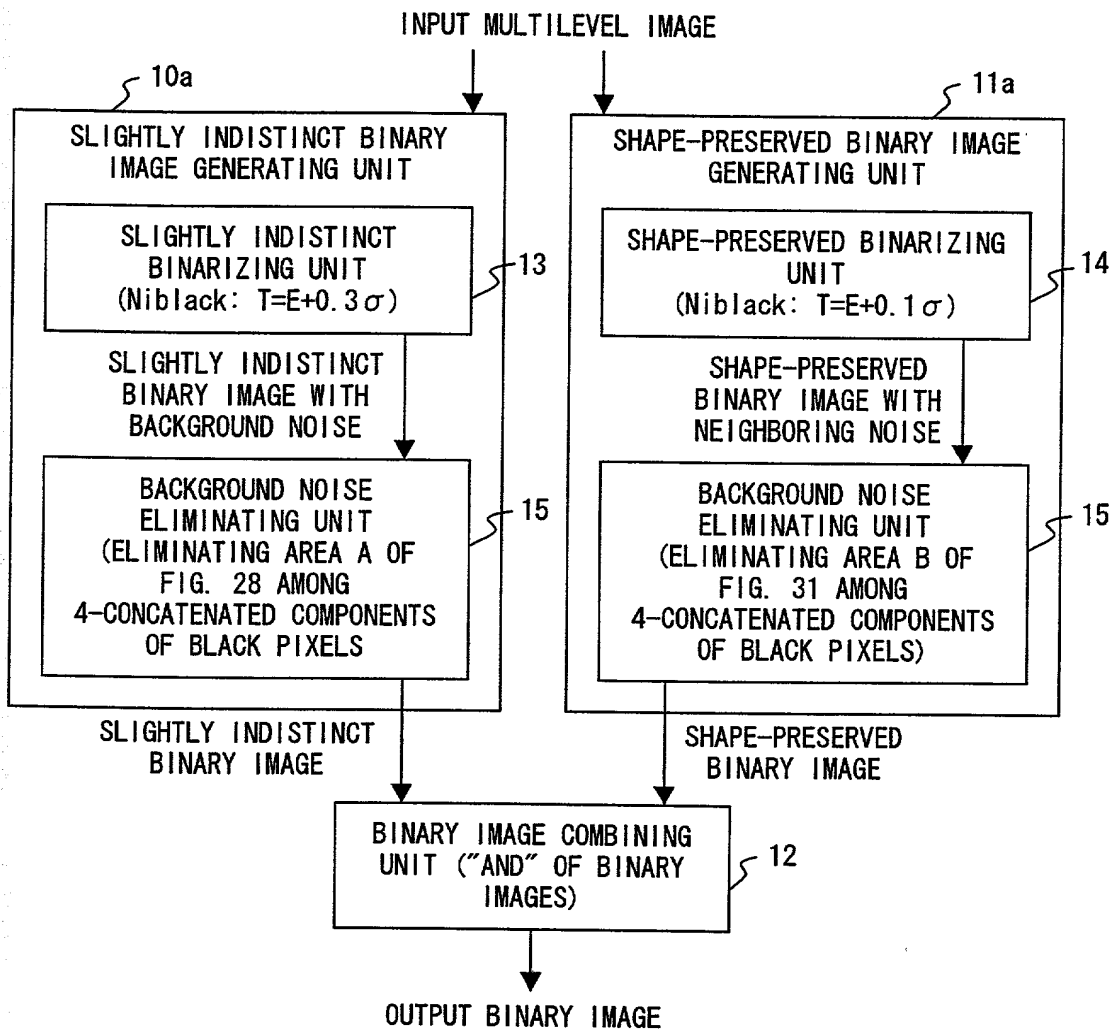 INPUT MULTILEVEL IMAGE
10a
SLIGHTLY INDISTINCT BINARY
IMAGE GENERATING UNIT
SLIGHTLY INDISTINCT
BINARIZING UNIT
(Niblack: T=E+0.3σ)
13
SLIGHTLY INDISTINCT
BINARY IMAGE WITH
BACKGROUND NOISE
BACKGROUND NOISE
ELIMINATING UNIT
(ELIMINATING AREA A OF
FIG. 28 AMONG
4-CONCATENATED COMPONENTS
OF BLACK PIXELS
15
SLIGHTLY INDISTINCT
BINARY IMAGE
11a
SHAPE-PRESERVED BINARY IMAGE
GENERATING UNIT
SHAPE-PRESERVED BINARIZING
UNIT
(Niblack: T=E+0.1σ)
14
SHAPE-PRESERVED
BINARY IMAGE WITH
NEIGHBORING NOISE
BACKGROUND NOISE
ELIMINATING UNIT
(ELIMINATING AREA B OF
FIG. 31 AMONG
4-CONCATENATED COMPONENTS
OF BLACK PIXELS)
15
SHAPE-PRESERVED
BINARY IMAGE
BINARY IMAGE COMBINING
UNIT ("AND" OF BINARY
IMAGES)
12
OUTPUT BINARY IMAGE